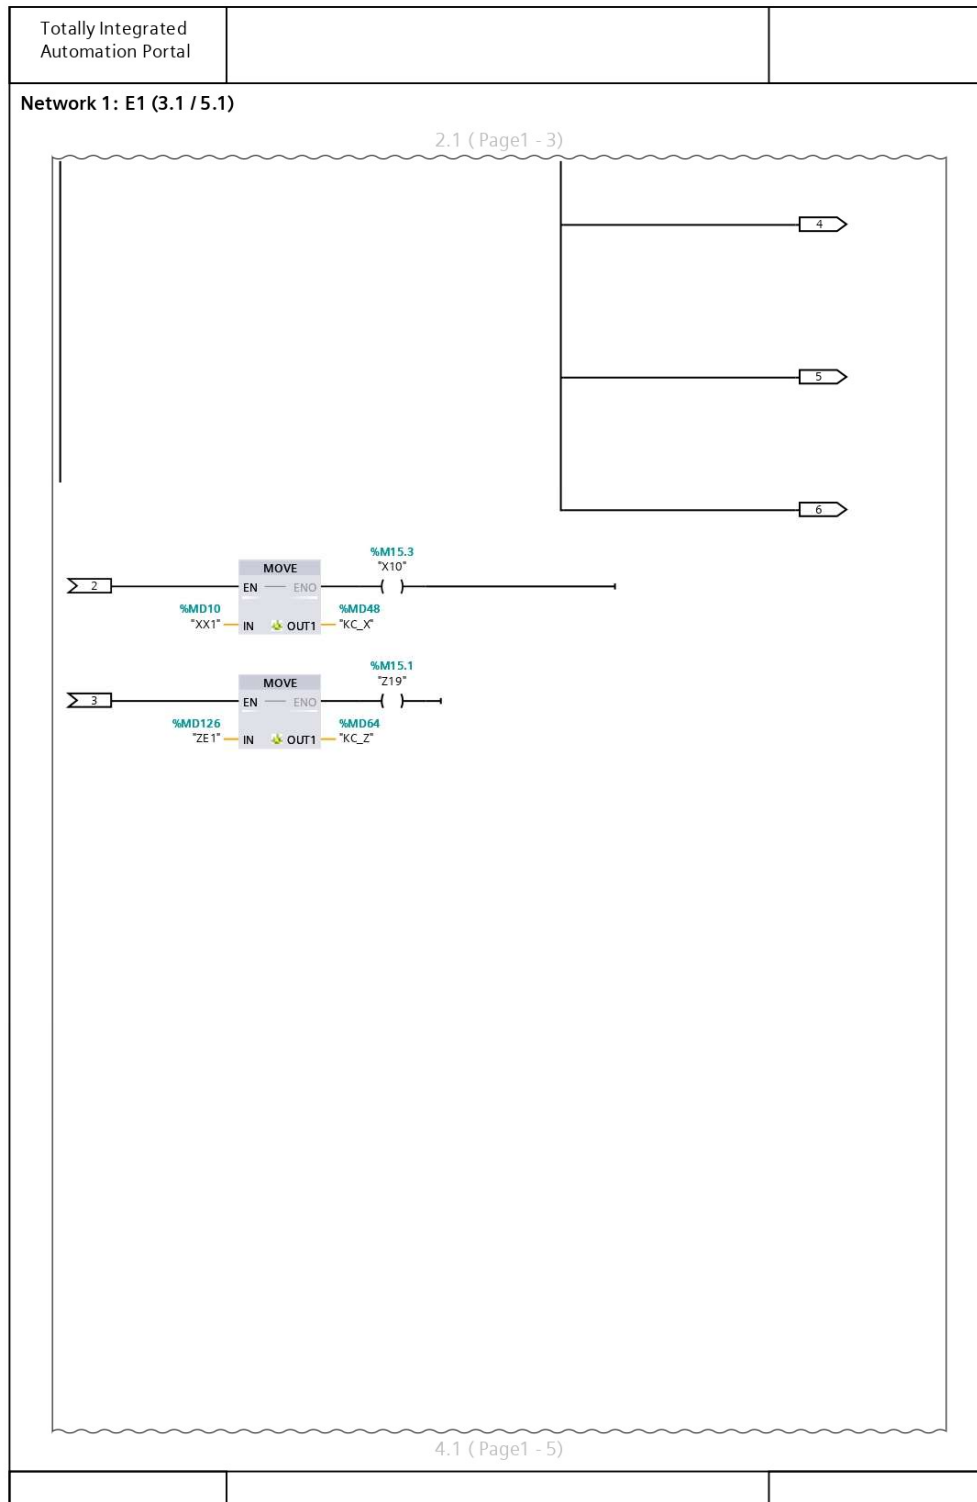 Totally Integrated
Automation Portal
Network 1: E1 (3.1 / 5.1)
2.1 ( Page1 - 3)
4
5
6
%M15.3
"X10"
MOVE
2
EN
ENO
%MD10
%MD48
"XX1"
IN
OUT1
"KC_X"
%M15.1
"Z19"
MOVE
3
EN
ENO
%MD126
%MD64
"ZE1"
IN
OUT1
"KC_Z"
4.1 ( Page1 - 5)